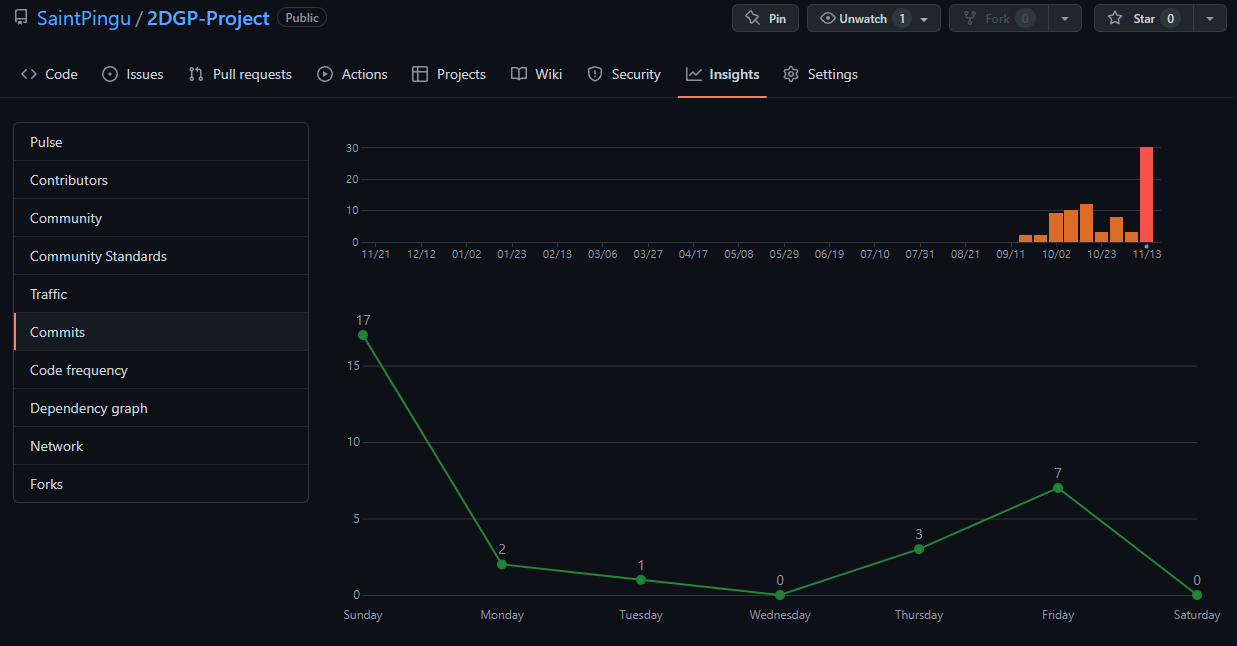 SaintPingu / 2DGP-Project Public Pin Unwatch 1 Fork 0 Star 0
Code Issues Pull requests Actions Projects Wiki Security Insights Settings
Pulse
Contributors
Community
Community Standards
Traffic
Commits
Code frequency
Dependency graph
Network
Forks
30
20
10
0
11/21 12/12 01/02 01/23 02/13 03/06 03/27 04/17 05/08 05/29 06/19 07/10 07/31 08/21 09/11 10/02 10/23 11/13
17
15
10
7
5
3
2
1
0
0
0
Sunday Monday Tuesday Wednesday Thursday Friday Saturday